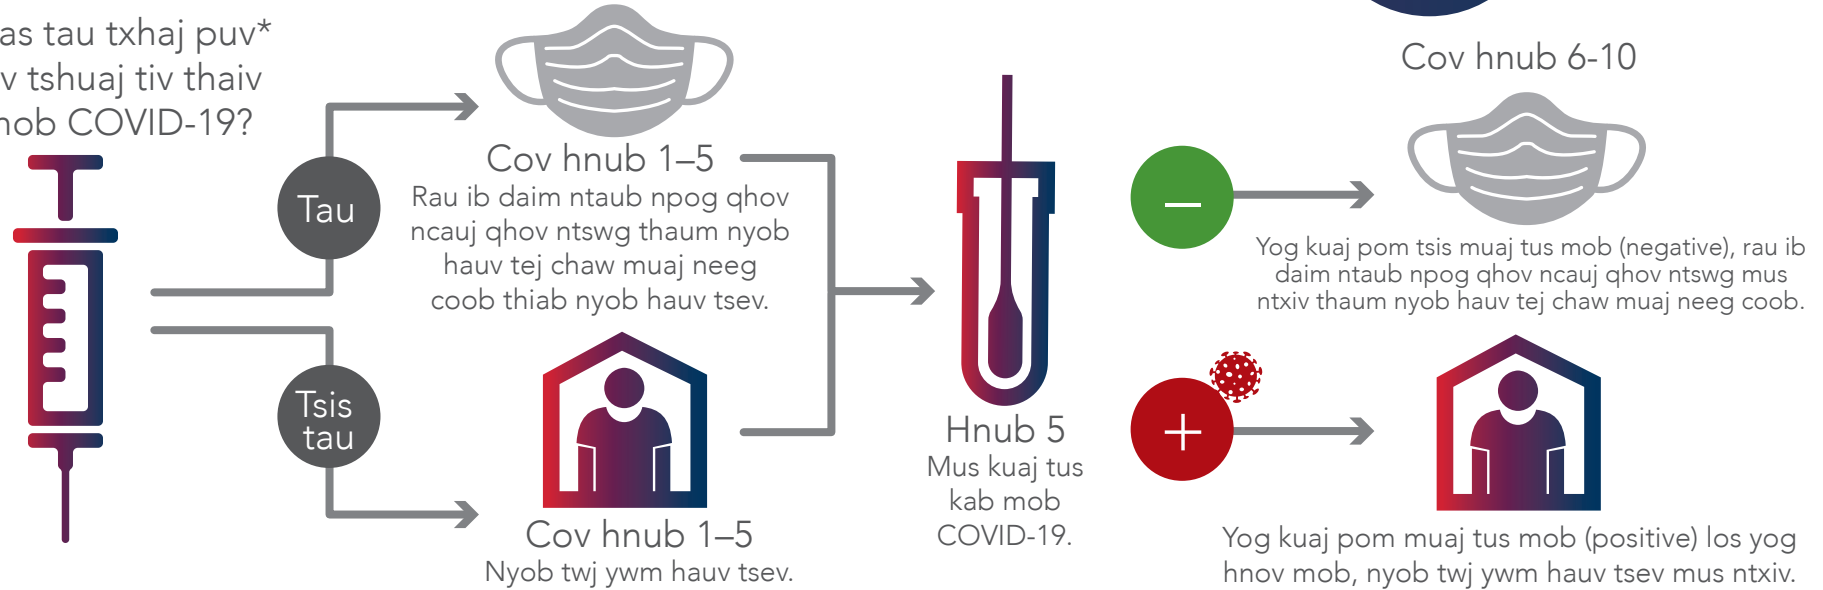 as tau txhaj puv*
v tshuaj tiv thaiv
mob COVID-19?
Tau
Tsis
tau
Cov hnub 1–5
Rau ib daim ntaub npog qhov
ncauj qhov ntswg thaum nyob
hauv tej chaw muaj neeg
coob thiab nyob hauv tsev.
Cov hnub 1–5
Nyob twj ywm hauv tsev.
Hnub 5
Mus kuaj tus
kab mob
COVID-19.
Cov hnub 6-10
Yog kuaj pom tsis muaj tus mob (negative), rau ib
daim ntaub npog qhov ncauj qhov ntswg mus
ntxiv thaum nyob hauv tej chaw muaj neeg coob.
Yog kuaj pom muaj tus mob (positive) los yog
hnov mob, nyob twj ywm hauv tsev mus ntxiv.